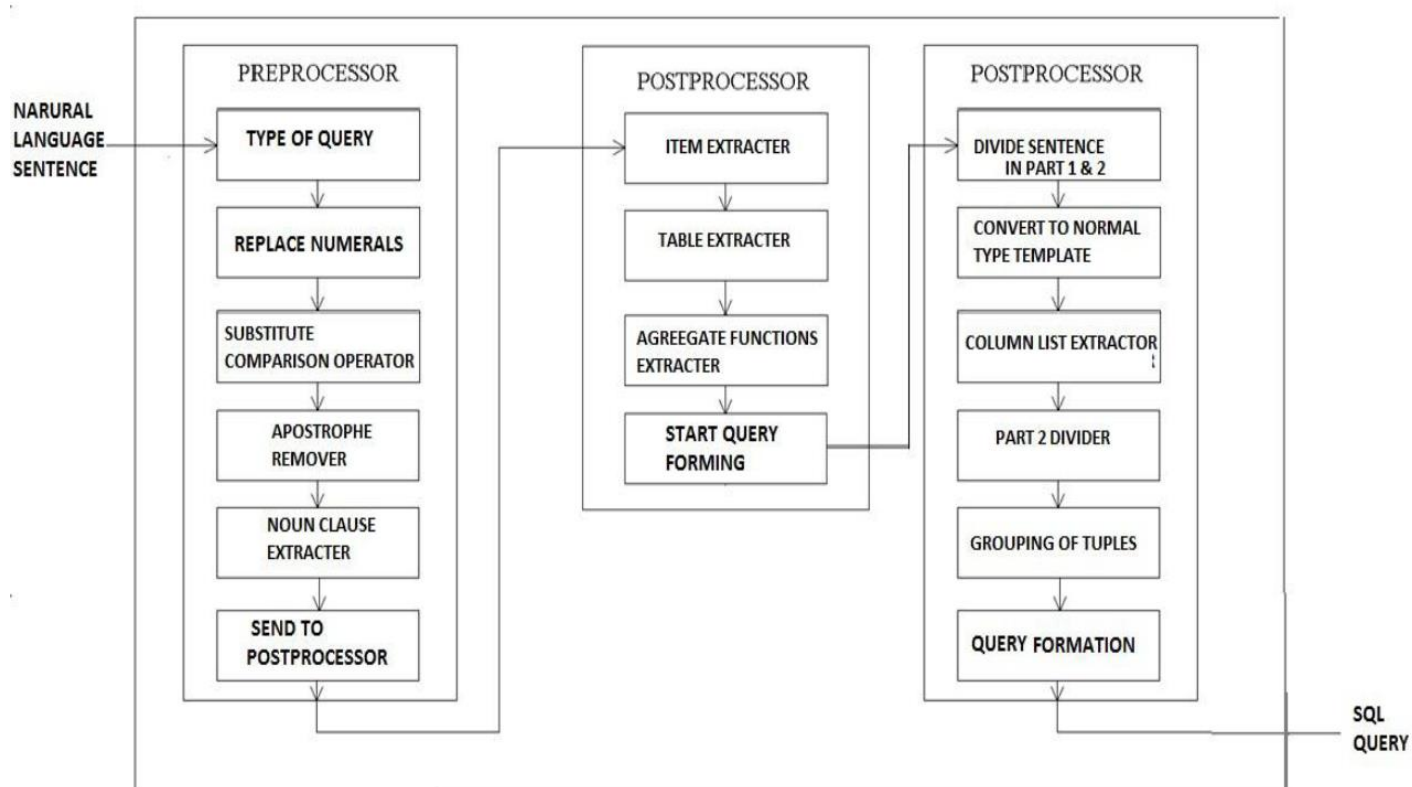 NARURAL
LANGUAGE
SENTENCE
PREPROCESSOR
TYPE OF QUERY
REPLACE NUMERALS
SUBSTITUTE
COMPARISON OPERATOR
APOSTROPHE
REMOVER
NOUN CLAUSE
EXTRACTER
SEND TO
POSTPROCESSOR
POSTPROCESSOR
ITEM EXTRACTER
TABLE EXTRACTER
AGREEGATE FUNCTIONS
EXTRACTER
START QUERY
FORMING
POSTPROCESSOR
DIVIDE SENTENCE
IN PART 1 & 2
CONVERT TO NORMAL
TYPE TEMPLATE
COLUMN LIST EXTRACTOR
PART 2 DIVIDER
GROUPING OF TUPLES
QUERY FORMATION
SQL
QUERY